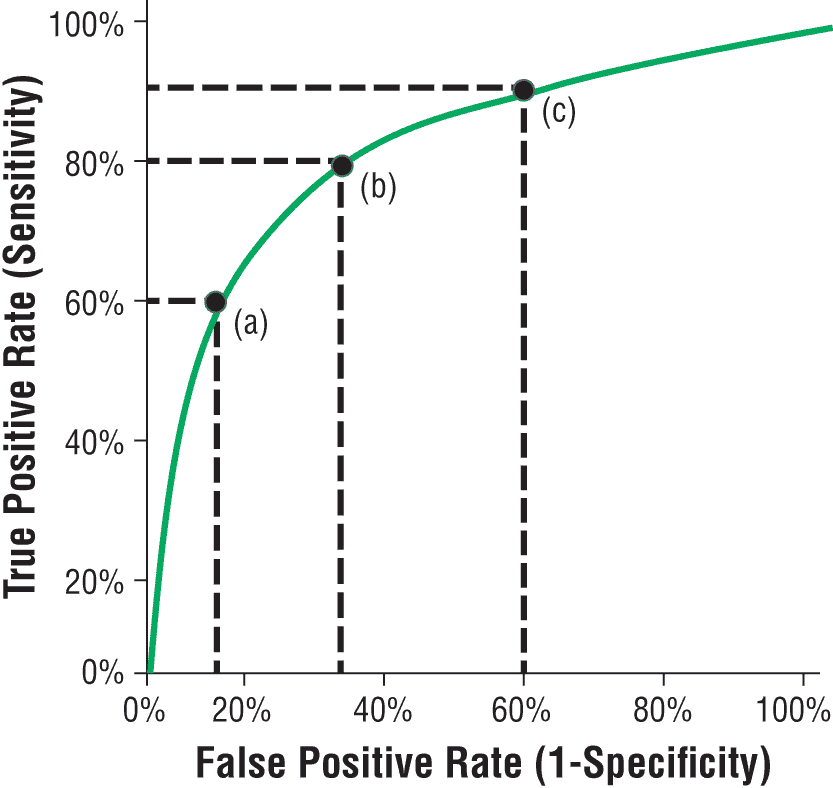 True Positive Rate (Sensitivity)
100%
80%
60%
40%
20%
0%
(a)
(b)
(c)
0% 20% 40% 60% 80% 100%
False Positive Rate (1-Specificity)